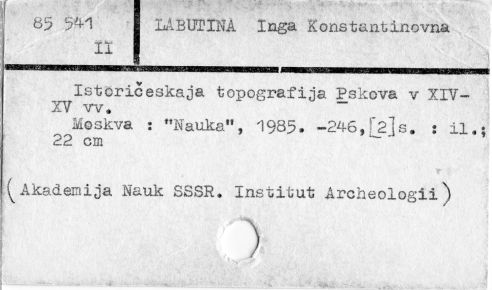 85 541
II
LABUTINA Inga Konstantinovna
Istoričeskaja topografija Pskova v XIV-
XV vv.
Moskva : "Nauka", 1985. -246,[2]s. : il.;
22 cm
(Akademija Nauk SSSR. Institut Archeologii)